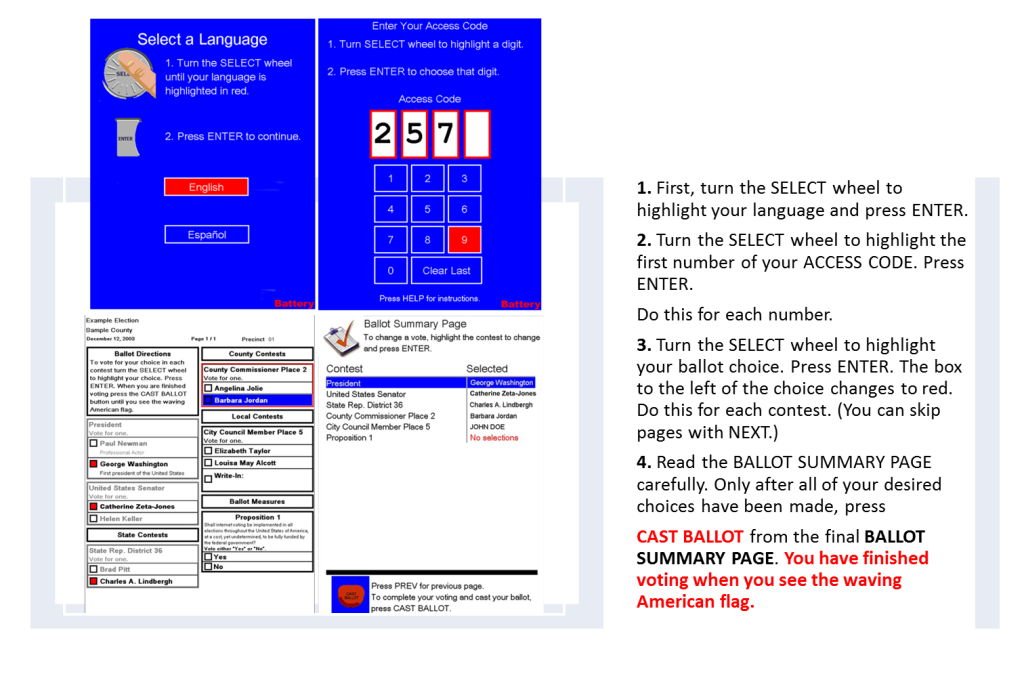 Select a Language
1. Turn the SELECT wheel
until your language is
highlighted in red.
ENTER
2. Press ENTER to continue.
English
Español
Battery
Enter Your Access Code
1. Turn SELECT wheel to highlight a digit.
2. Press ENTER to choose that digit.
Access Code
2 5 7
1 2 3
4 5 6
7 8 9
0 Clear Last
Press HELP for instructions.
Battery
Example Election
Sample County
December 12, 2003 Page 1 / 1 Precinct 01
Ballot Directions
To vote for your choice in each
contest turn the SELECT wheel
to highlight your choice. Press
ENTER. When you are finished
voting press the CAST BALLOT
button until you see the waving
American flag.
President
Vote for one.
Paul Newman
Professional Actor
George Washington
First president of the United States
United States Senator
Vote for one.
Catherine Zeta-Jones
Helen Keller
State Contests
State Rep. District 36
Vote for one.
Brad Pitt
Charles A. Lindbergh
County Contests
County Commissioner Place 2
Vote for one.
Angelina Jolie
Barbara Jordan
Local Contests
City Council Member Place 5
Vote for one.
Elizabeth Taylor
Louisa May Alcott
Write-In:
Ballot Measures
Proposition 1
Shall internet voting be implemented in all
elections throughout the United States of America,
at a cost, yet undetermined, to be fully funded by
the federal government?
Vote either "Yes" or "No".
Yes
No
Ballot Summary Page
To change a vote, highlight the contest to change
and press ENTER.
Contest Selected
President George Washington
United States Senator Catherine Zeta-Jones
State Rep. District 36 Charles A. Lindbergh
County Commissioner Place 2 Barbara Jordan
City Council Member Place 5 JOHN DOE
Proposition 1 No selections
CAST
BALLOT
Press PREV for previous page.
To complete your voting and cast your ballot,
press CAST BALLOT.
1. First, turn the SELECT wheel to
highlight your language and press ENTER.
2. Turn the SELECT wheel to highlight the
first number of your ACCESS CODE. Press
ENTER.
Do this for each number.
3. Turn the SELECT wheel to highlight
your ballot choice. Press ENTER. The box
to the left of the choice changes to red.
Do this for each contest. (You can skip
pages with NEXT.)
4. Read the BALLOT SUMMARY PAGE
carefully. Only after all of your desired
choices have been made, press
CAST BALLOT from the final BALLOT
SUMMARY PAGE. You have finished
voting when you see the waving
American flag.